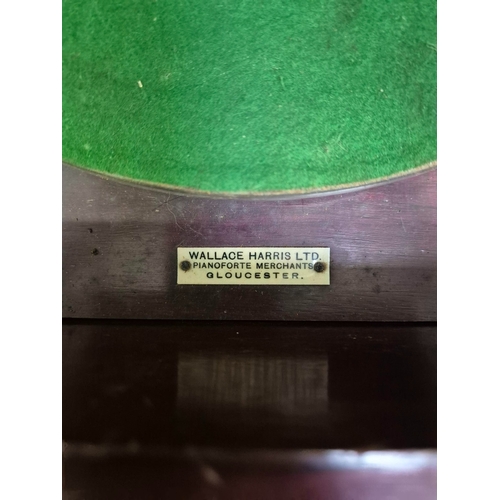 WALLACE HARRIS LTD.
PIANOFORTE MERCHANTS
GLOUCESTER.